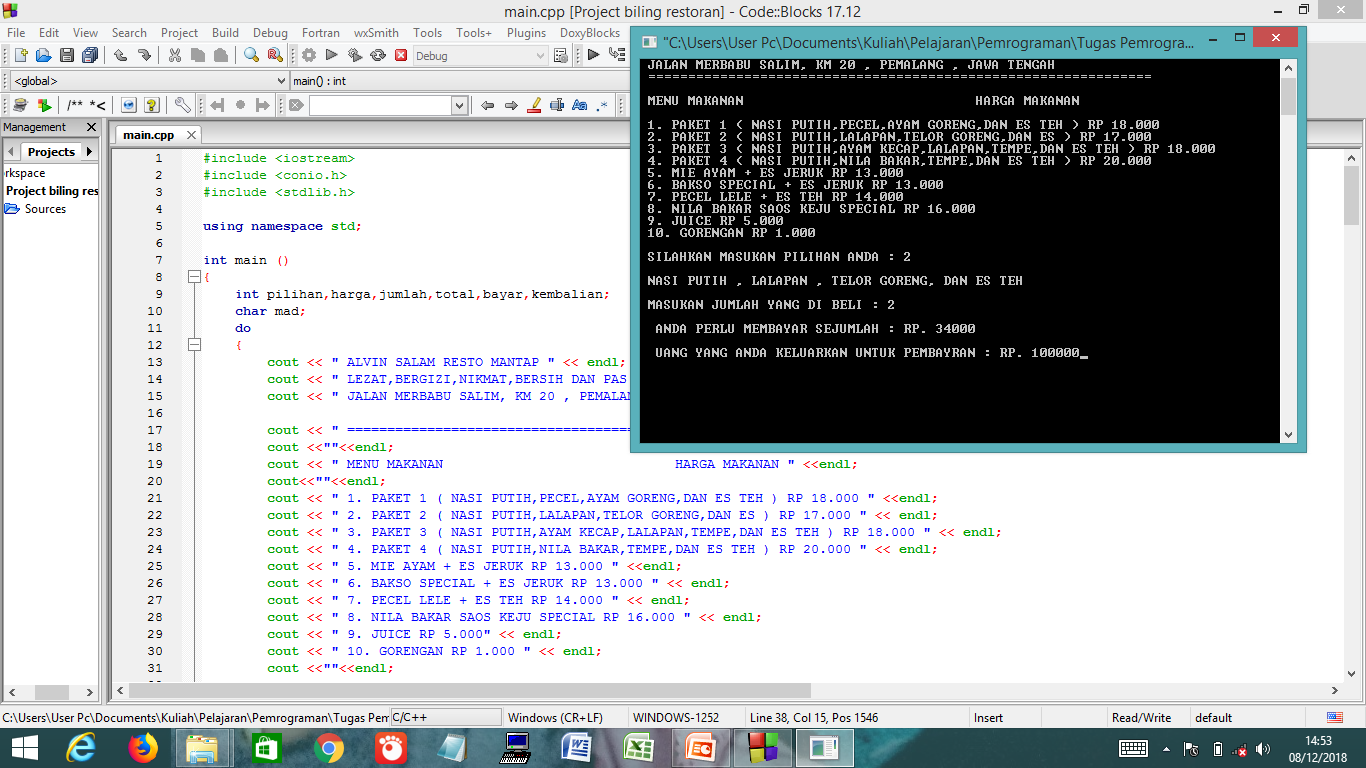 main.cpp [Project biling restoran] - Code::Blocks 17.12
File Edit View Search Project Build Debug Fortran wxSmith Tools Tools+ Plugins DoxyBlocks
Debug
<global>
main() : int
/** *<
Aa .*
Management
Projects
rkspace
Project biling res
Sources
main.cpp
1 #include <iostream>
2 #include <conio.h>
3 #include <stdlib.h>
4
5 using namespace std;
6
7 int main ()
8 {
9 int pilihan,harga,jumlah,total,bayar,kembalian;
10 char mad;
11 do
12 {
13 cout << " ALVIN SALAM RESTO MANTAP " << endl;
14 cout << " LEZAT,BERGIZI,NIKMAT,BERSIH DAN PAS
15 cout << " JALAN MERBABU SALIM, KM 20 , PEMALAN
16
17 cout << " ====================================
18 cout <<""<<endl;
19 cout << " MENU MAKANAN HARGA MAKANAN " <<endl;
20 cout<<""<<endl;
21 cout << " 1. PAKET 1 ( NASI PUTIH,PECEL,AYAM GORENG,DAN ES TEH ) RP 18.000 " <<endl;
22 cout << " 2. PAKET 2 ( NASI PUTIH,LALAPAN,TELOR GORENG,DAN ES ) RP 17.000 " << endl;
23 cout << " 3. PAKET 3 ( NASI PUTIH,AYAM KECAP,LALAPAN,TEMPE,DAN ES TEH ) RP 18.000 " << endl;
24 cout << " 4. PAKET 4 ( NASI PUTIH,NILA BAKAR,TEMPE,DAN ES TEH ) RP 20.000 " << endl;
25 cout << " 5. MIE AYAM + ES JERUK RP 13.000 " <<endl;
26 cout << " 6. BAKSO SPECIAL + ES JERUK RP 13.000 " << endl;
27 cout << " 7. PECEL LELE + ES TEH RP 14.000 " << endl;
28 cout << " 8. NILA BAKAR SAOS KEJU SPECIAL RP 16.000 " << endl;
29 cout << " 9. JUICE RP 5.000" << endl;
30 cout << " 10. GORENGAN RP 1.000 " << endl;
31 cout <<""<<endl;
"C:\Users\User Pc\Documents\Kuliah\Pelajaran\Pemrograman\Tugas Pemrogra...
JALAN MERBABU SALIM, KM 20 , PEMALANG , JAWA TENGAH
===============================================================
MENU MAKANAN HARGA MAKANAN
1. PAKET 1 ( NASI PUTIH,PECEL,AYAM GORENG,DAN ES TEH ) RP 18.000
2. PAKET 2 ( NASI PUTIH,LALAPAN,TELOR GORENG,DAN ES ) RP 17.000
3. PAKET 3 ( NASI PUTIH,AYAM KECAP,LALAPAN,TEMPE,DAN ES TEH ) RP 18.000
4. PAKET 4 ( NASI PUTIH,NILA BAKAR,TEMPE,DAN ES TEH ) RP 20.000
5. MIE AYAM + ES JERUK RP 13.000
6. BAKSO SPECIAL + ES JERUK RP 13.000
7. PECEL LELE + ES TEH RP 14.000
8. NILA BAKAR SAOS KEJU SPECIAL RP 16.000
9. JUICE RP 5.000
10. GORENGAN RP 1.000
SILAHKAN MASUKAN PILIHAN ANDA : 2
NASI PUTIH , LALAPAN , TELOR GORENG, DAN ES TEH
MASUKAN JUMLAH YANG DI BELI : 2
ANDA PERLU MEMBAYAR SEJUMLAH : RP. 34000
UANG YANG ANDA KELUARKAN UNTUK PEMBAYRAN : RP. 100000_
C:\Users\User Pc\Documents\Kuliah\Pelajaran\Pemrograman\Tugas Pem C/C++ Windows (CR+LF) WINDOWS-1252 Line 38, Col 15, Pos 1546 Insert Read/Write default
14:53
08/12/2018